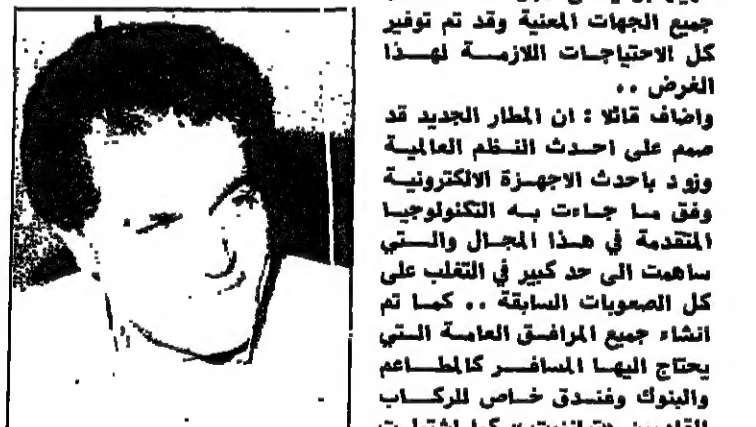 جميع الجهات المعنية وقد تم توفير
كل الاحتياجات اللازمة لهذا
الغرض ..
واضاف قائلا : ان المطار الجديد قد
صمم على احدث النظم العالمية
وزود باحدث الاجهزة الالكترونية
وفق ما جاءت به التكنولوجيا
المتقدمة في هذا المجال والتي
ساهمت الى حد كبير في التغلب على
كل الصعوبات السابقة .. كما تم
انشاء جميع المرافق العامة التي
يحتاج اليها المسافر كالمطاعم
والبنوك وفندق خاص للركاب